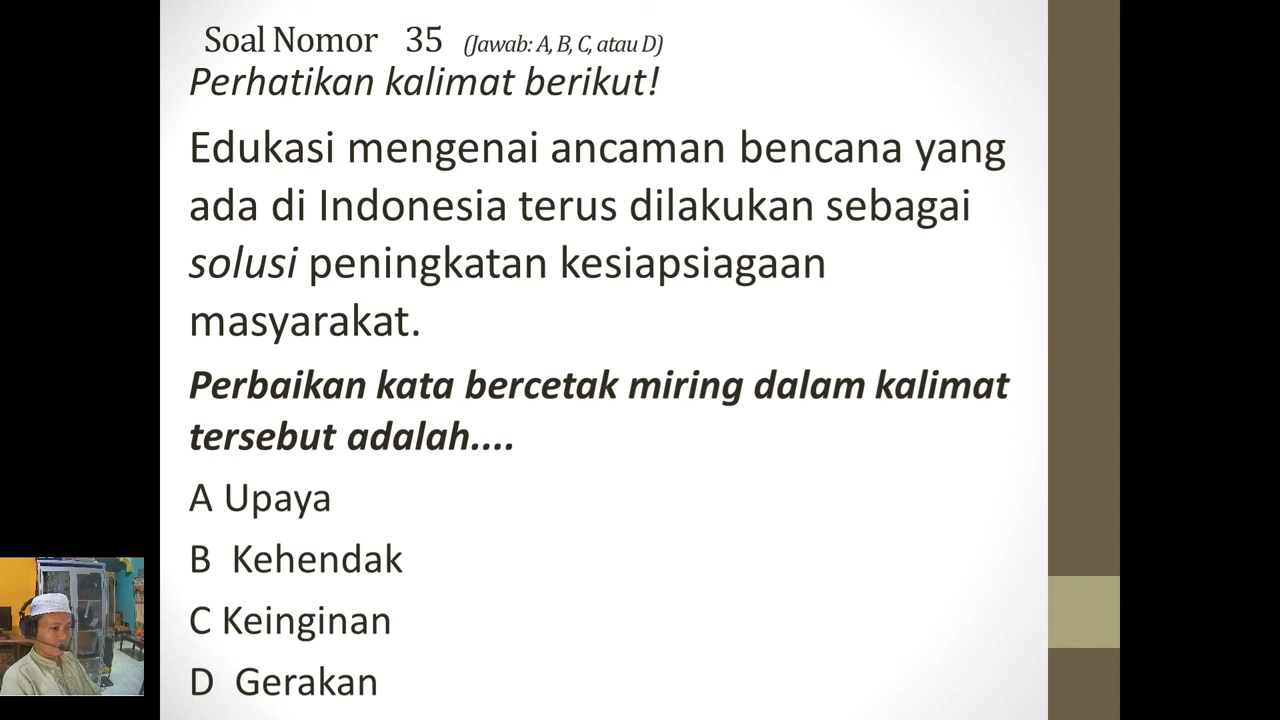 Soal Nomor 35 (Jawab: A, B, C, atau D)
Perhatikan kalimat berikut!
Edukasi mengenai ancaman bencana yang
ada di Indonesia terus dilakukan sebagai
solusi peningkatan kesiapsiagaan
masyarakat.
Perbaikan kata bercetak miring dalam kalimat
tersebut adalah....
A Upaya
B Kehendak
C Keinginan
D Gerakan